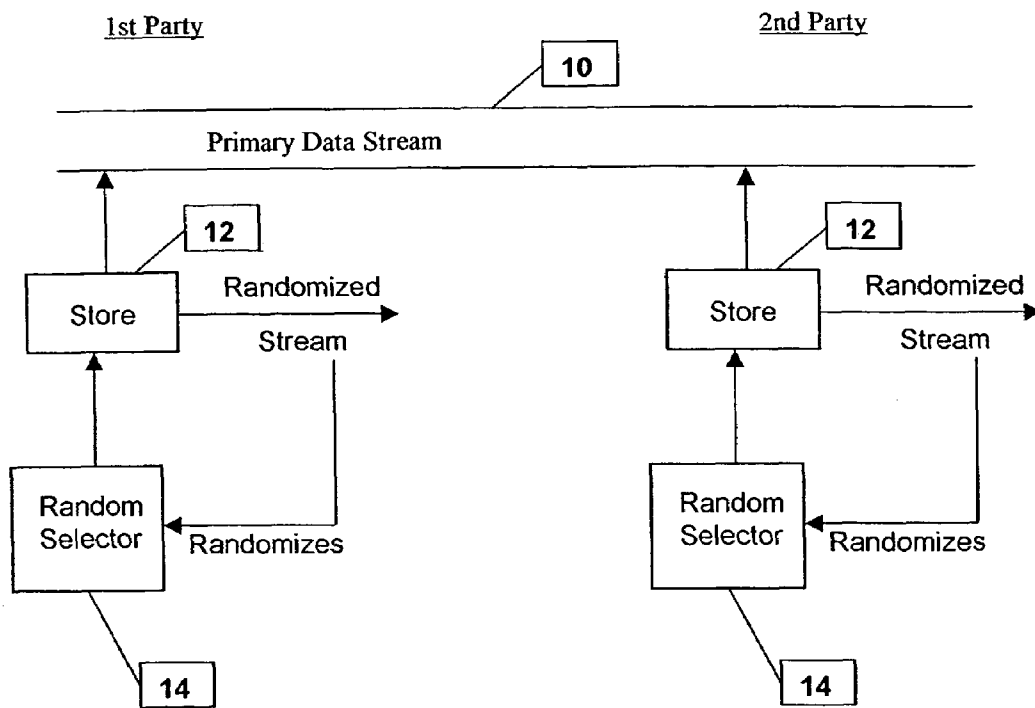 1st Party
2nd Party
10
Primary Data Stream
12
12
Store
Randomized
Stream
Store
Randomized
Stream
Random
Selector
Randomizes
Random
Selector
Randomizes
14
14